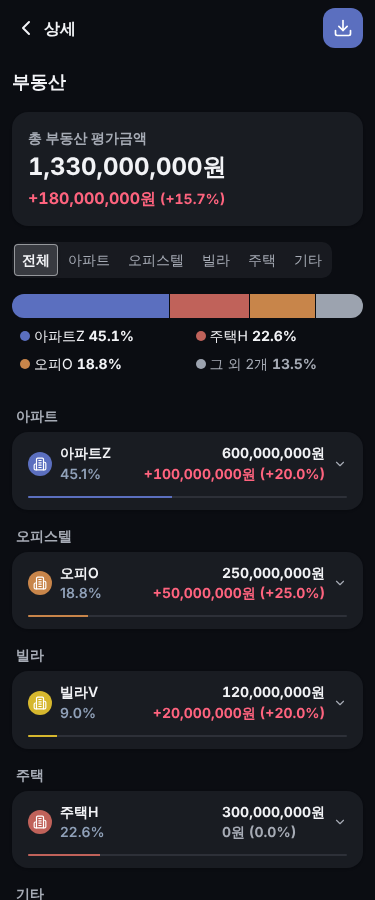 상세
부동산
총 부동산 평가금액
1,330,000,000원
+180,000,000원 (+15.7%)
전체 아파트 오피스텔 빌라 주택 기타
아파트Z 45.1% 주택H 22.6%
오피O 18.8% 그 외 2개 13.5%
아파트
아파트Z 600,000,000원
45.1% +100,000,000원 (+20.0%)
오피스텔
오피O 250,000,000원
18.8% +50,000,000원 (+25.0%)
빌라
빌라V 120,000,000원
9.0% +20,000,000원 (+20.0%)
주택
주택H 300,000,000원
22.6% 0원 (0.0%)
기타